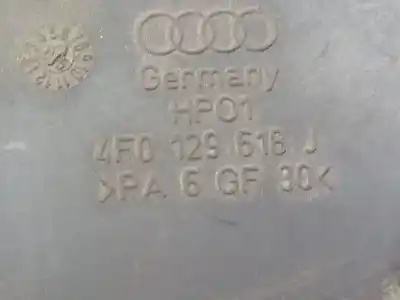 Germany
HP01
4F0 129 618 J
>PA 6 GF 30<